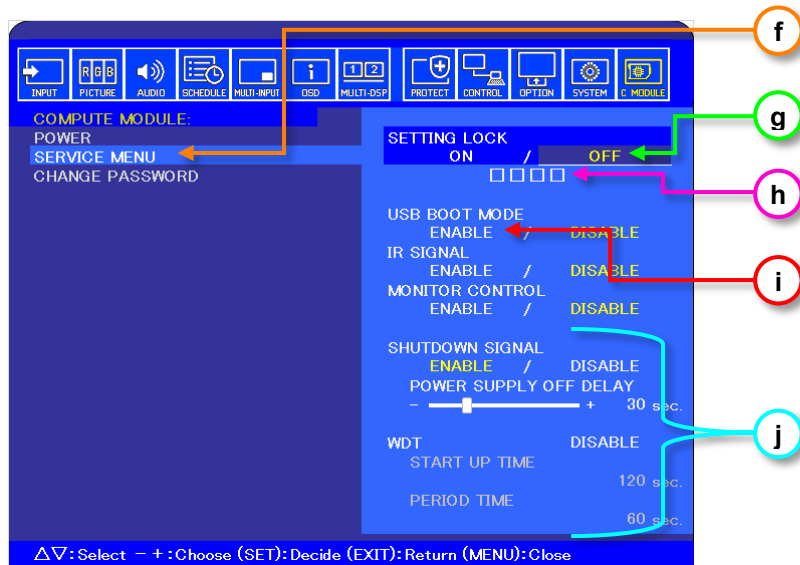 f
INPUT RGB PICTURE AUDIO SCHEDULE MULTI-INPUT i OSD 1 2 MULTI-DSP PROTECT CONTROL OPTION SYSTEM C MODULE
COMPUTE MODULE:
POWER
SERVICE MENU
CHANGE PASSWORD
SETTING LOCK
ON / OFF
g
h
USB BOOT MODE
ENABLE / DISABLE
IR SIGNAL
ENABLE / DISABLE
i
MONITOR CONTROL
ENABLE / DISABLE
SHUTDOWN SIGNAL
ENABLE / DISABLE
POWER SUPPLY OFF DELAY
- + 30 sec.
j
WDT DISABLE
START UP TIME
120 sec.
PERIOD TIME
60 sec.
△▽:Select − +:Choose (SET):Decide (EXIT):Return (MENU):Close